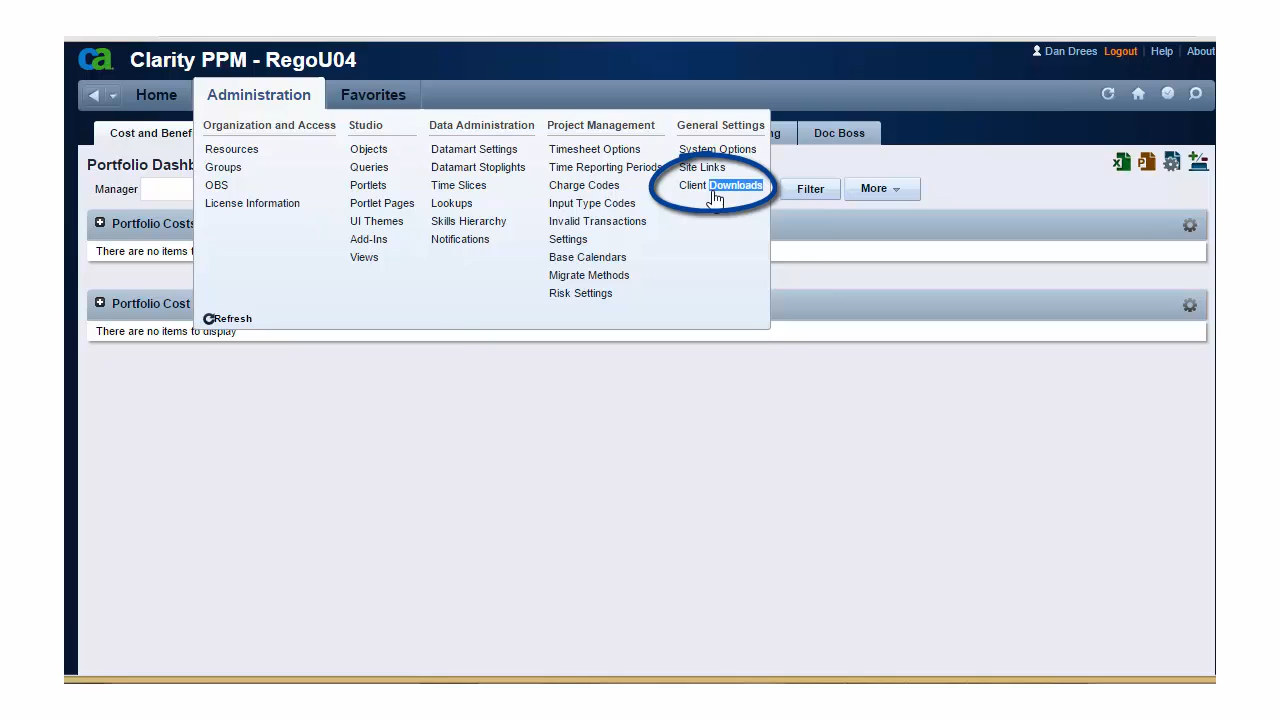 ca. Clarity PPM - RegoU04
Dan Drees Logout | Help | About
Home Administration Favorites
Cost and Benef
ng
Doc Boss
Organization and Access
Resources
Groups
OBS
License Information
Studio
Objects
Queries
Portlets
Portlet Pages
UI Themes
Add-Ins
Views
Data Administration
Datamart Settings
Datamart Stoplights
Time Slices
Lookups
Skills Hierarchy
Notifications
Project Management
Timesheet Options
Time Reporting Periods
Charge Codes
Input Type Codes
Invalid Transactions
Settings
Base Calendars
Migrate Methods
Risk Settings
General Settings
System Options
Site Links
Client Downloads
Refresh
Portfolio Dashb
Manager
Filter More
Portfolio Costs
There are no items t
Portfolio Cost
There are no items to display